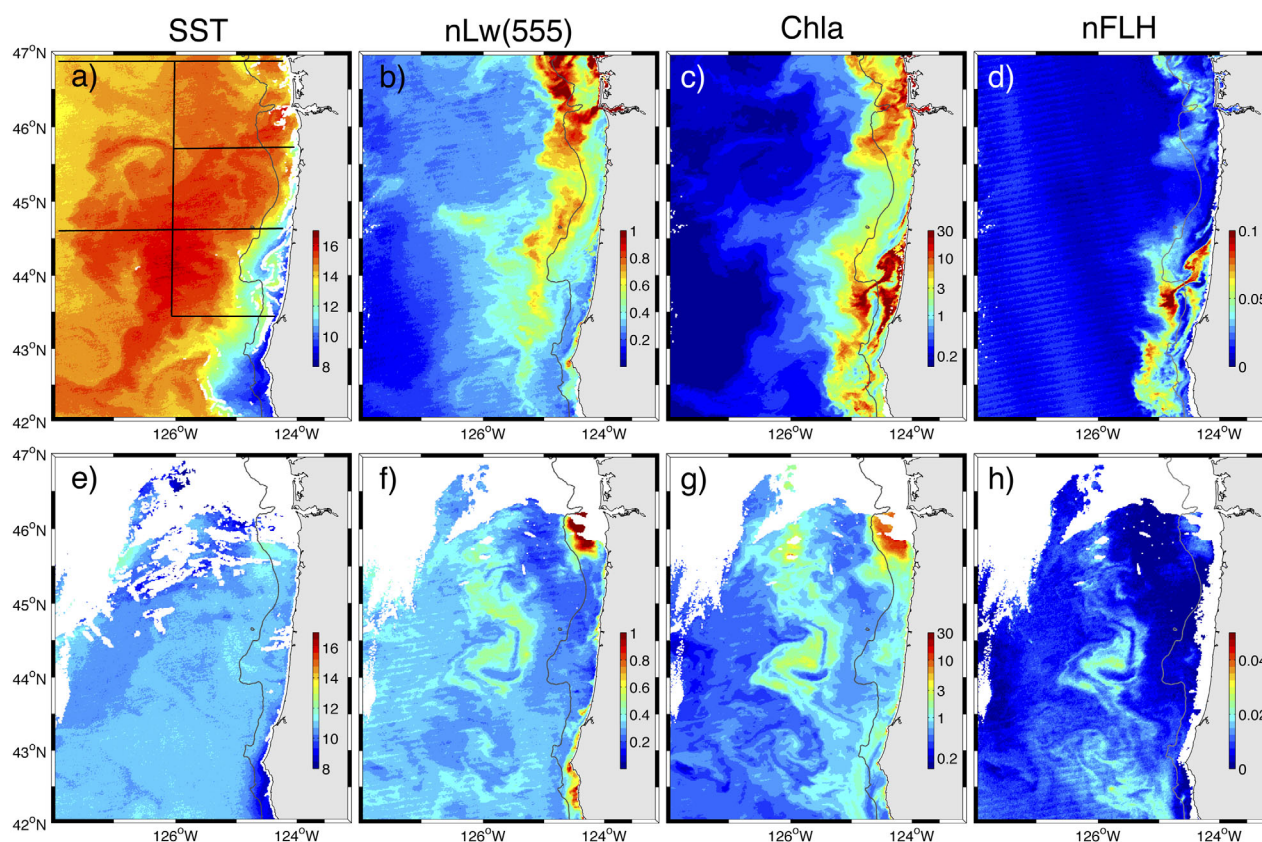 SST nLw(555) Chla nFLH
47°N a) b) c) d)
46°N
45°N
44°N
43°N
42°N
16 14 12 10 8
1 0.8 0.6 0.4 0.2
30 10 3 1 0.2
0.1 0.05 0
126°W 124°W 126°W 124°W 126°W 124°W 126°W 124°W
47°N e) f) g) h)
46°N
45°N
44°N
43°N
42°N
16 14 12 10 8
1 0.8 0.6 0.4 0.2
30 10 3 1 0.2
0.04 0.02 0
126°W 124°W 126°W 124°W 126°W 124°W 126°W 124°W